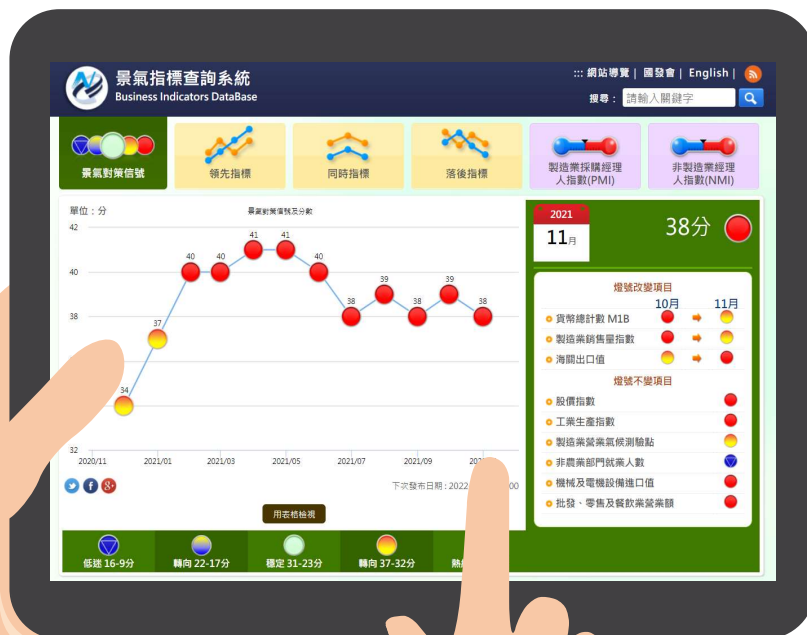 景氣指標查詢系統
Business Indicators DataBase
::: 網站導覽 | 國發會 | English |
搜尋： 請輸入關鍵字
景氣對策信號
領先指標
同時指標
落後指標
製造業採購經理
人指數(PMI)
非製造業經理
人指數(NMI)
單位：分
景氣對策信號及分數
42
40
38
32
34
37
40
40
41
41
40
38
39
38
39
38
2020/11
2021/01
2021/03
2021/05
2021/07
2021/09
下次發布日期 : 2022
用表格檢視
低迷 16-9分
轉向 22-17分
穩定 31-23分
轉向 37-32分
2021
11月
38分
燈號改變項目
10月
11月
貨幣總計數 M1B
製造業銷售量指數
海關出口值
燈號不變項目
股價指數
工業生產指數
製造業營業氣候測驗點
非農業部門就業人數
機械及電機設備進口值
批發、零售及餐飲業營業額